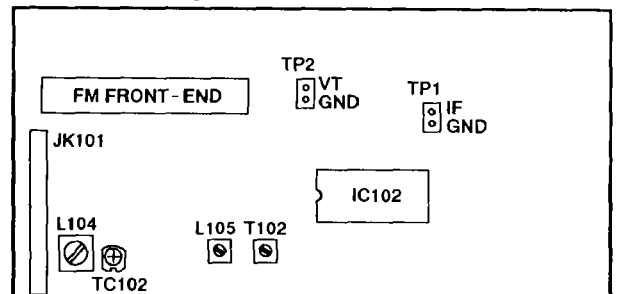 TP2
VT
GND
TP1
IF
GND
FM FRONT-END
JK101
IC102
L104
L105 T102
TC102